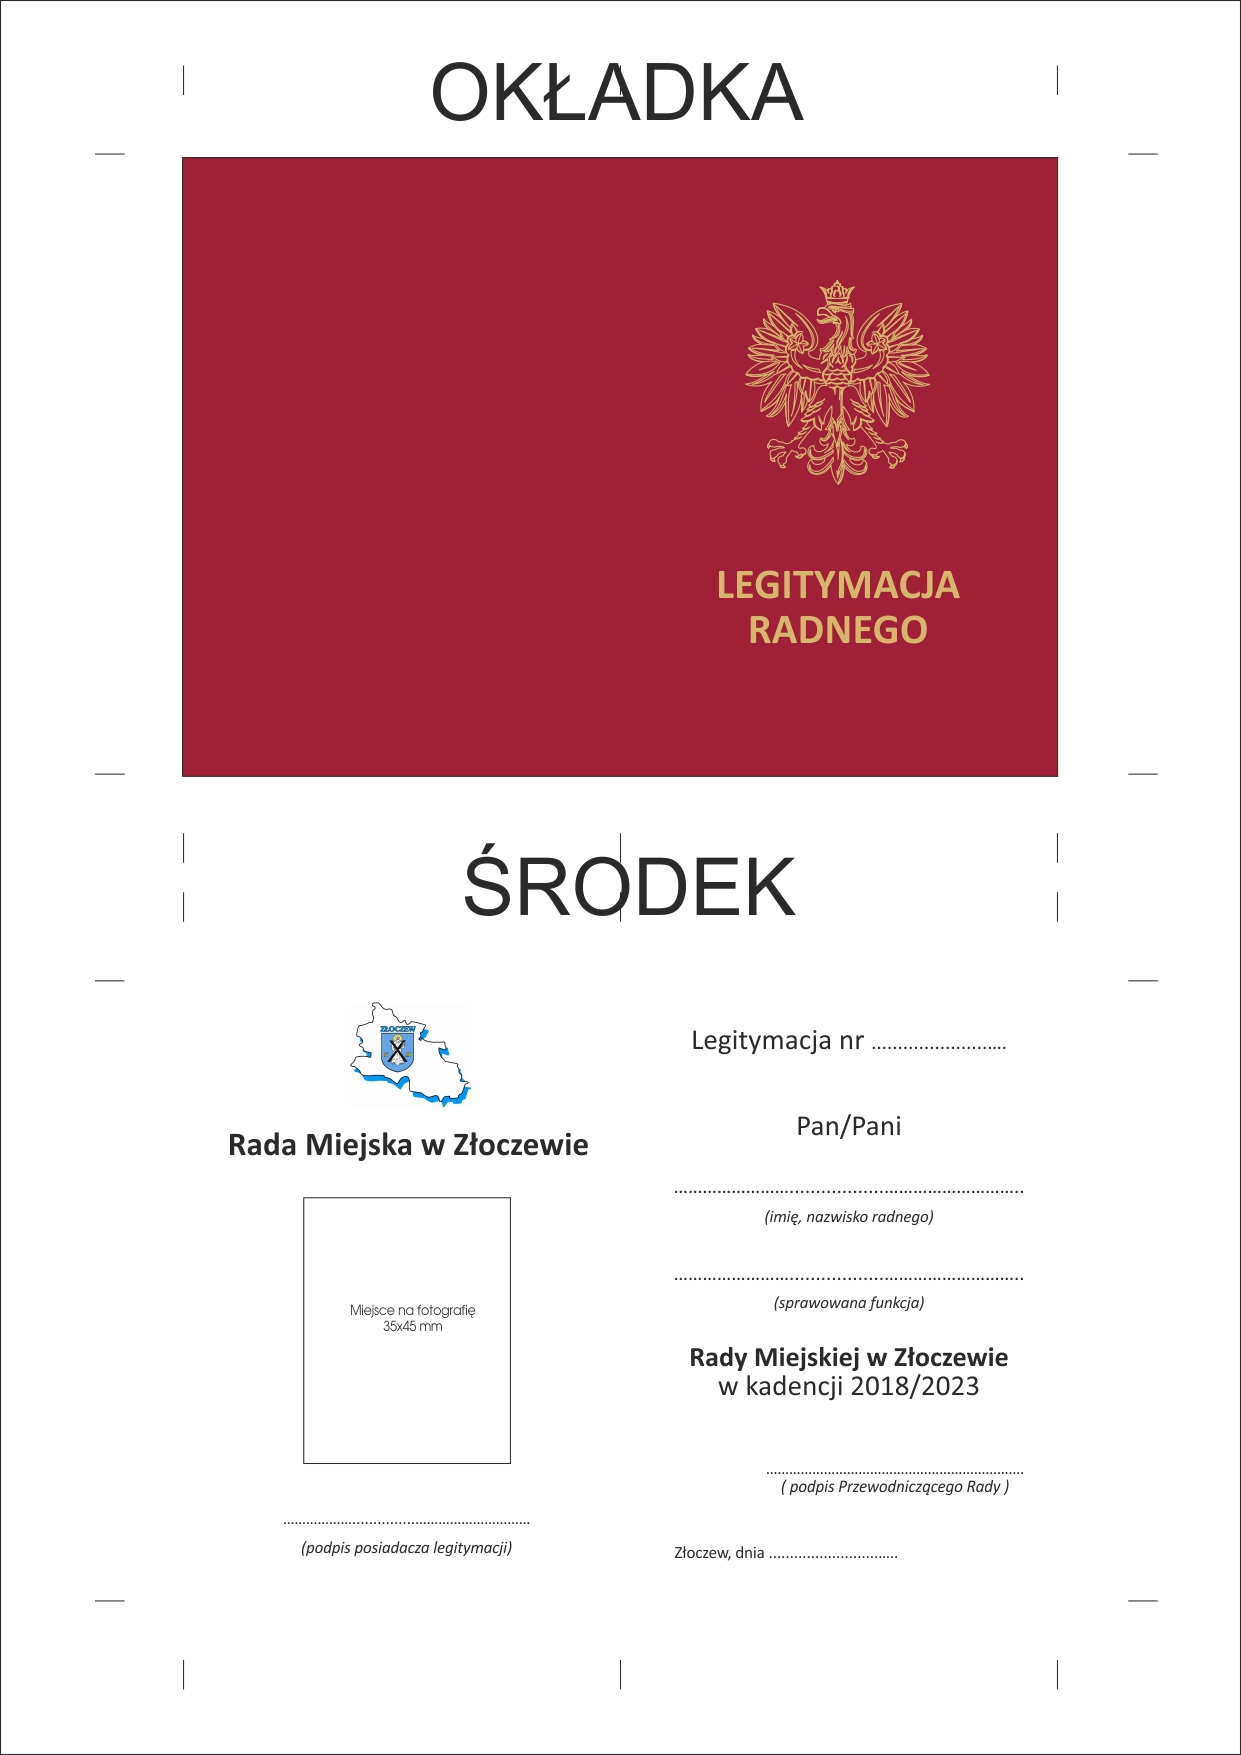 OKŁADKA
LEGITYMACJA
RADNEGO
ŚRODEK
ZŁOCZEW
Rada Miejska w Złoczewie
Miejsce na fotografię
35x45 mm
..........................................................
(podpis posiadacza legitymacji)
Legitymacja nr ..........................
Pan/Pani
..............................................................
(imię, nazwisko radnego)
..............................................................
(sprawowana funkcja)
Rady Miejskiej w Złoczewie
w kadencji 2018/2023
..................................................................
( podpis Przewodniczącego Rady )
Złoczew, dnia ...............................